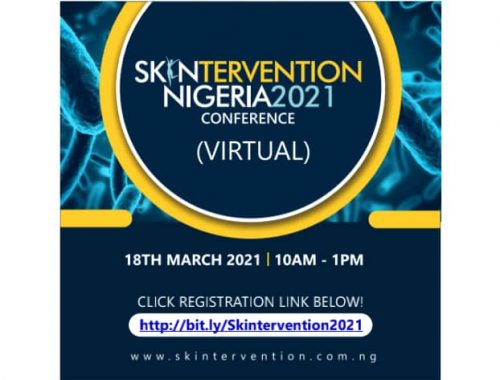 SKINTERVENTION
NIGERIA2021
CONFERENCE
(VIRTUAL)
18TH MARCH 2021 | 10AM - 1PM
CLICK REGISTRATION LINK BELOW!
http://bit.ly/Skintervention2021
www.skintervention.com.ng